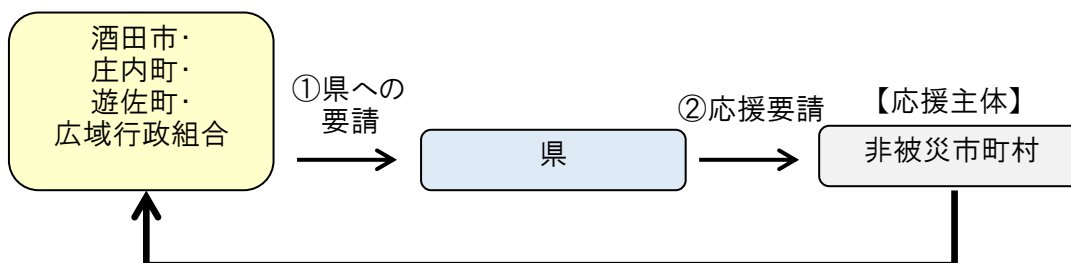 酒田市・
庄内町・
遊佐町・
広域行政組合
①県への
要請
県
②応援要請
【応援主体】
非被災市町村